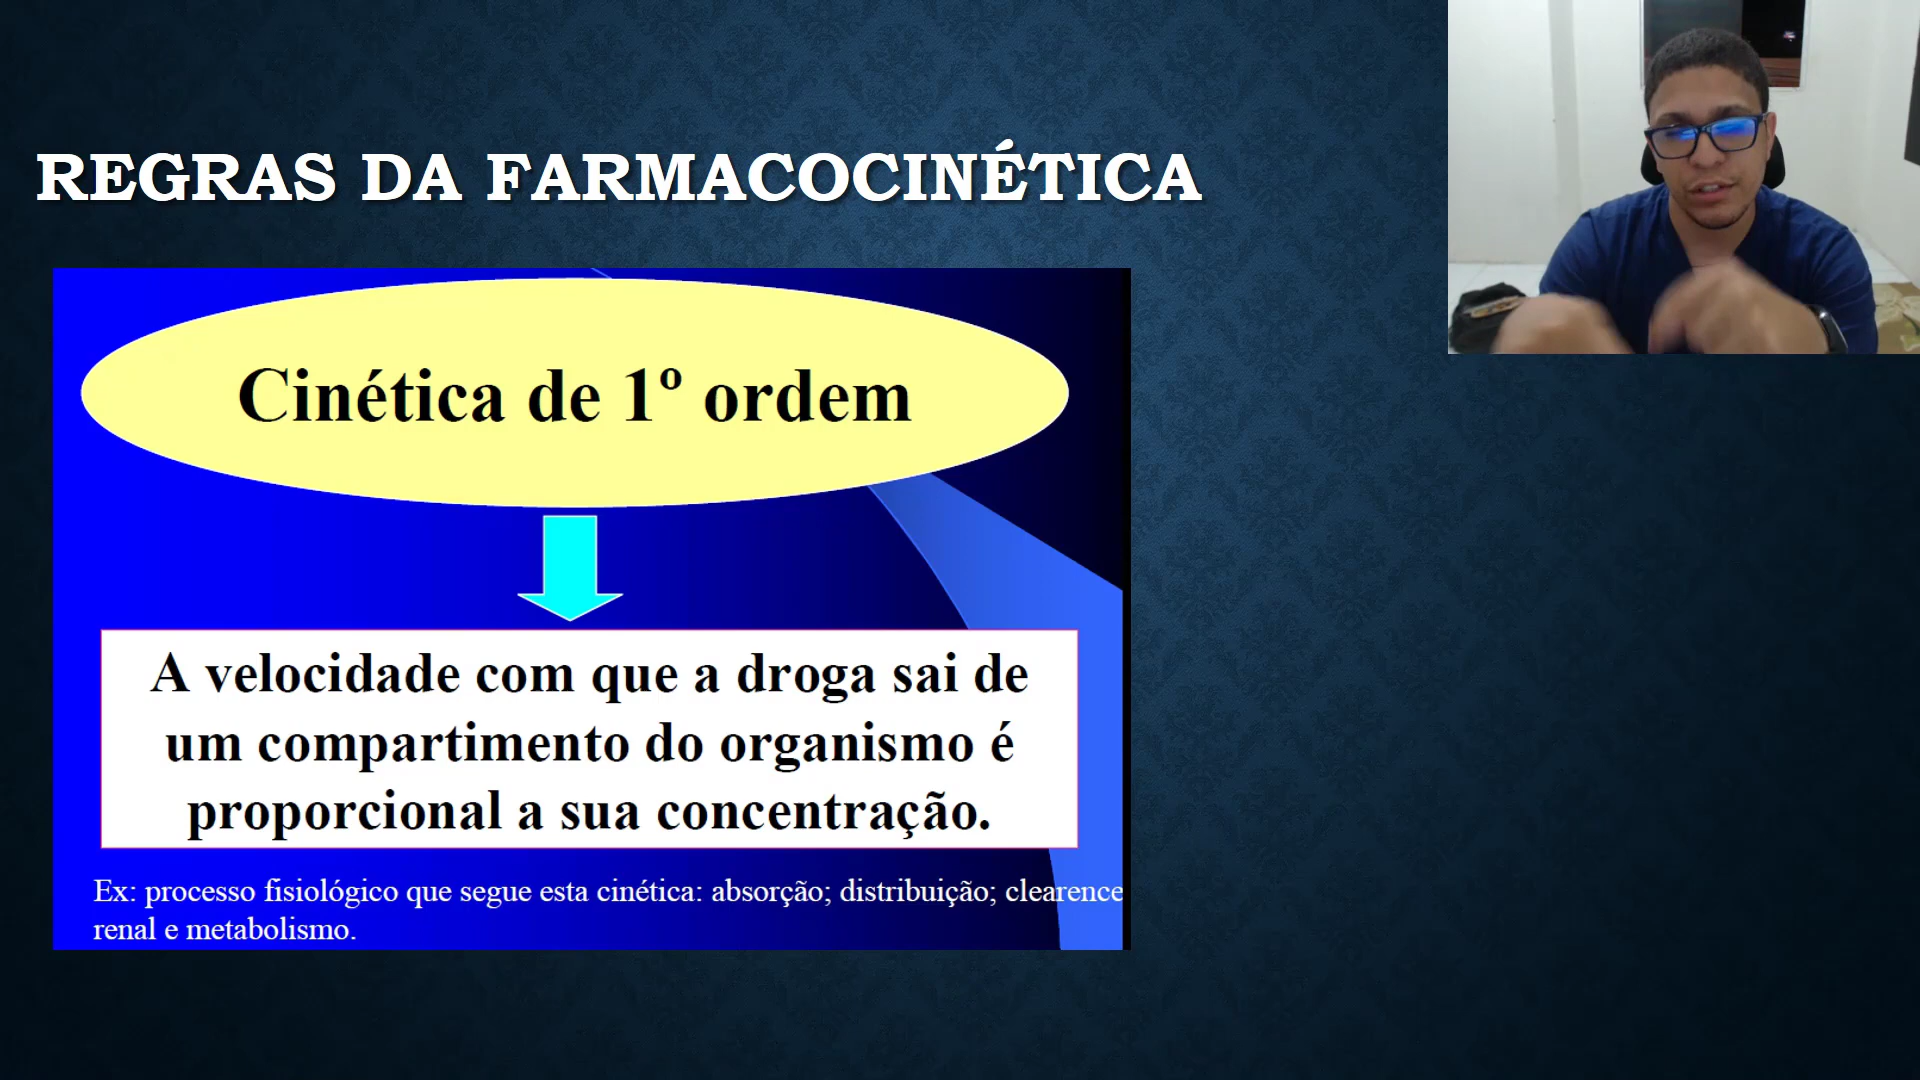 REGRAS DA FARMACOCINÉTICA
Cinética de 1º ordem
A velocidade com que a droga sai de
um compartimento do organismo é
proporcional a sua concentração.
Ex: processo fisiológico que segue esta cinética: absorção; distribuição; clearence
renal e metabolismo.